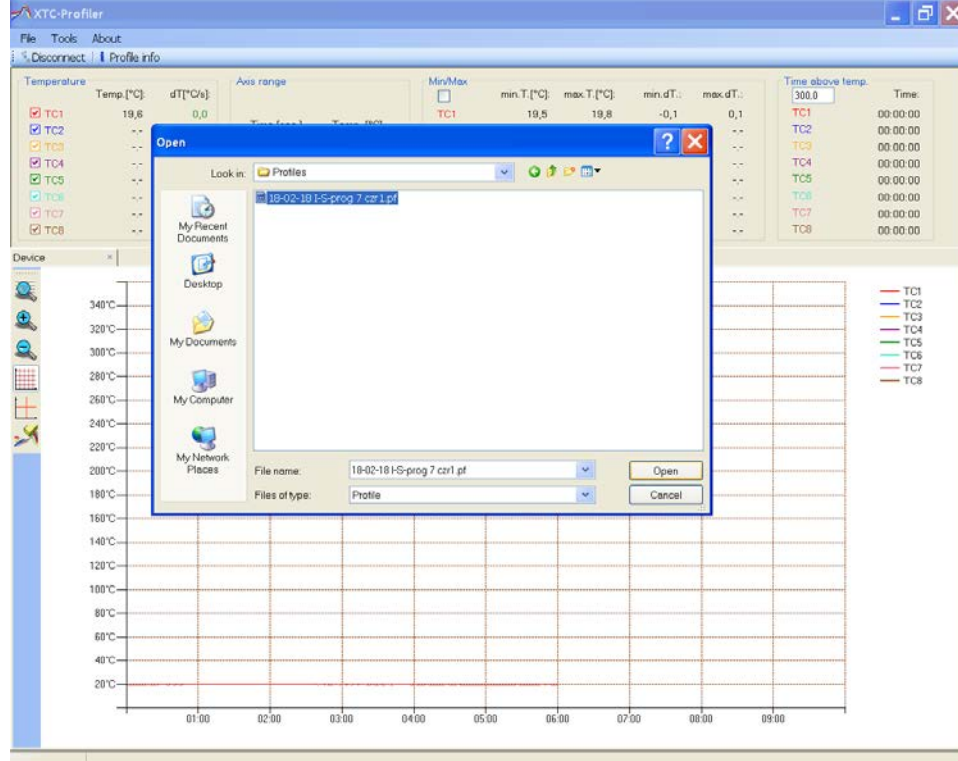 XTC-Profiler
File Tools About
Disconnect Profile info
Temperature
Temp.[°C]: dT[°C/s]:
TC1 19,6 0,0
TC2 -,-
TC3 -,-
TC4 -,-
TC5 -,-
TC6 -,-
TC7 -,-
TC8 -,-
Axis range
Min/Max
min.T.[°C]: max.T.[°C]: min.dT.: max.dT.:
TC1 19,5 19,8 -0,1 0,1
-,-
-,-
-,-
-,-
-,-
-,-
-,-
Time above temp.
300.0 Time:
TC1 00:00:00
TC2 00:00:00
TC3 00:00:00
TC4 00:00:00
TC5 00:00:00
TC6 00:00:00
TC7 00:00:00
TC8 00:00:00
Open
Look in: Profiles
18-02-18 I-S-prog 7 czr1.pf
My Recent
Documents
Desktop
My Documents
My Computer
My Network
Places
File name: 18-02-18 I-S-prog 7 czr1.pf Open
Files of type: Profile Cancel
Device
340°C
320°C
300°C
280°C
260°C
240°C
220°C
200°C
180°C
160°C
140°C
120°C
100°C
80°C
60°C
40°C
20°C
01:00 02:00 03:00 04:00 05:00 06:00 07:00 08:00 09:00
TC1
TC2
TC3
TC4
TC5
TC6
TC7
TC8